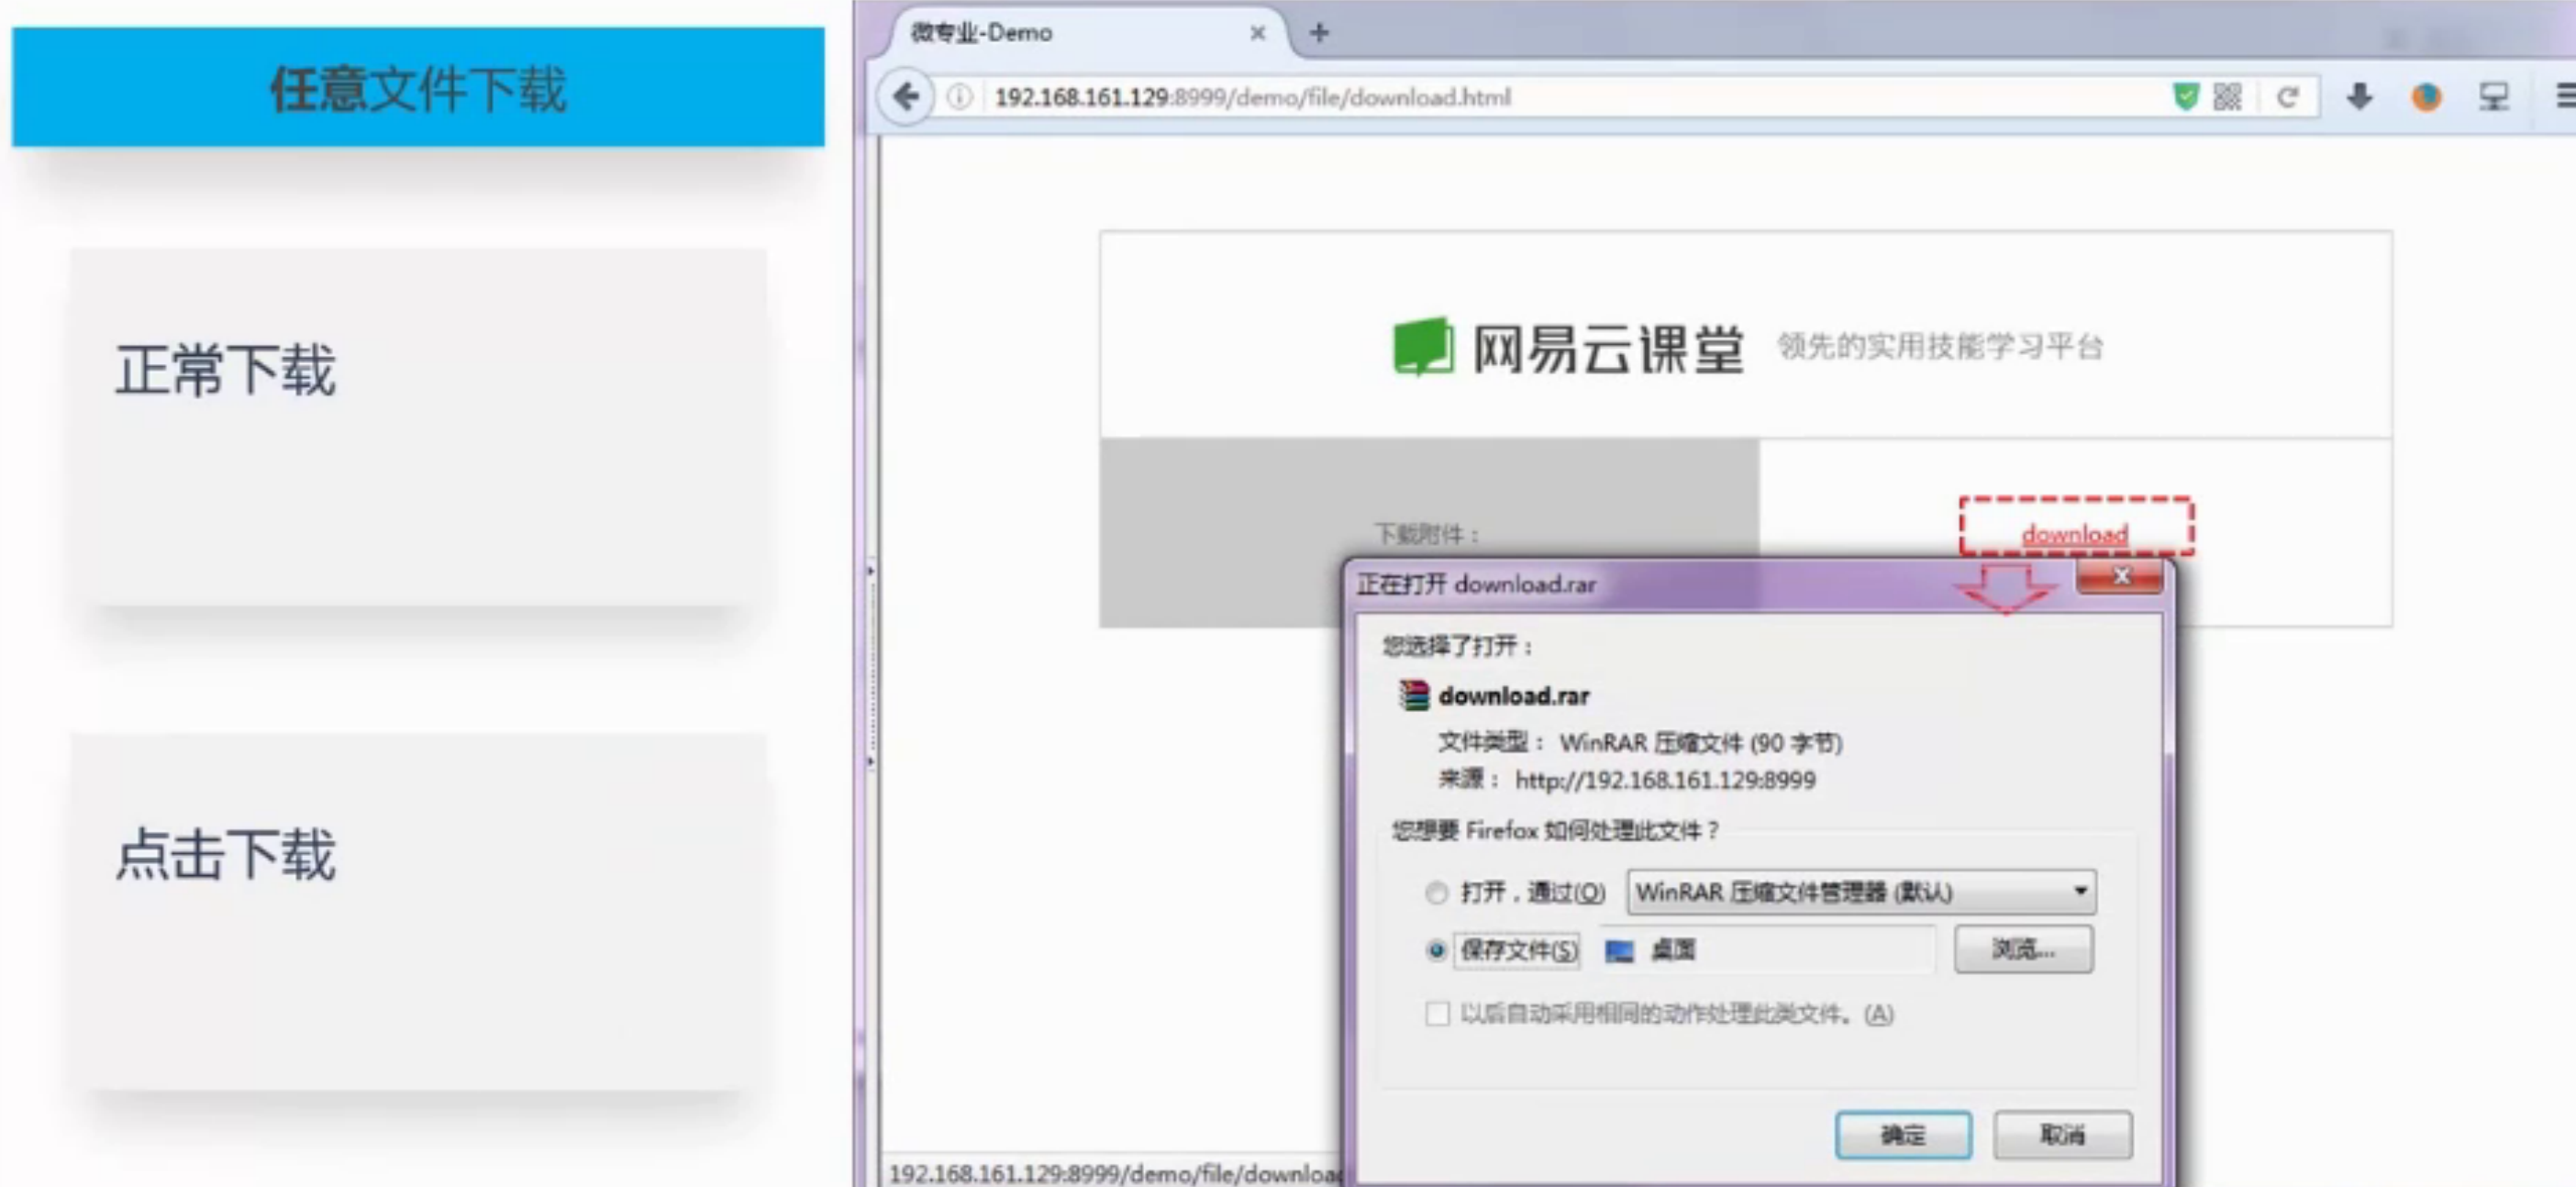 任意文件下载
正常下载
点击下载
微专业-Demo
192.168.161.129:8999/demo/file/download.html
网易云课堂 领先的实用技能学习平台
下载附件：
download
正在打开 download.rar
您选择了打开：
download.rar
文件类型： WinRAR 压缩文件 (90 字节)
来源： http://192.168.161.129:8999
您想要 Firefox 如何处理此文件？
打开，通过(O) WinRAR 压缩文件管理器 (默认)
保存文件(S) 桌面 浏览...
以后自动采用相同的动作处理此类文件。(A)
确定 取消
192.168.161.129:8999/demo/file/download